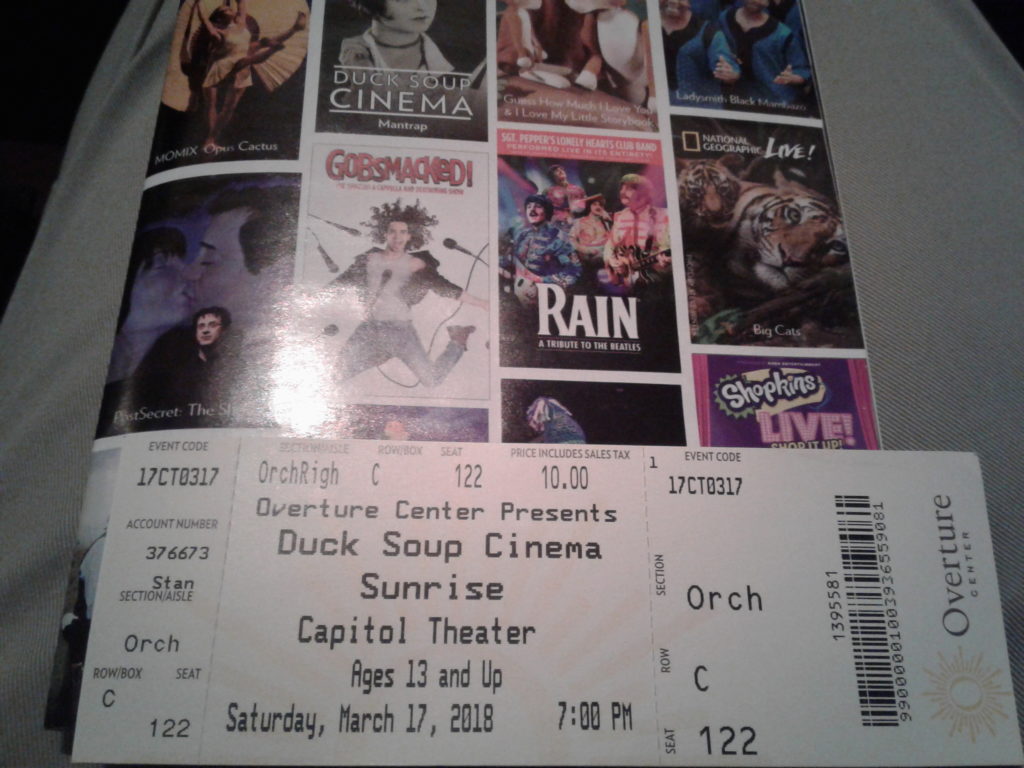 MOMIX Opus Cactus
DUCK SOUP
CINEMA
Mantrap
Guess How Much I Love You
& I Love My Little Storybook
Ladysmith Black Mambazo
GOBSMACKED!
SGT. PEPPER'S LONELY HEARTS CLUB BAND
PERFORMED LIVE IN ITS ENTIRETY!
RAIN
A TRIBUTE TO THE BEATLES
NATIONAL
GEOGRAPHIC LIVE!
Big Cats
PostSecret: The Sh
Shopkins
LIVE!
SHOP IT UP!
EVENT CODE
17CT0317
ACCOUNT NUMBER
376673
Stan
SECTION/AISLE
Orch
ROW/BOX SEAT
C
122
SECTION/AISLE ROW/BOX SEAT PRICE INCLUDES SALES TAX
OrchRigh C 122 10.00
Overture Center Presents
Duck Soup Cinema
Sunrise
Capitol Theater
Ages 13 and Up
Saturday, March 17, 2018 7:00 PM
1
EVENT CODE
17CT0317
SECTION
Orch
ROW
C
SEAT
122
1395581
9900000010039365559081
Overture
CENTER